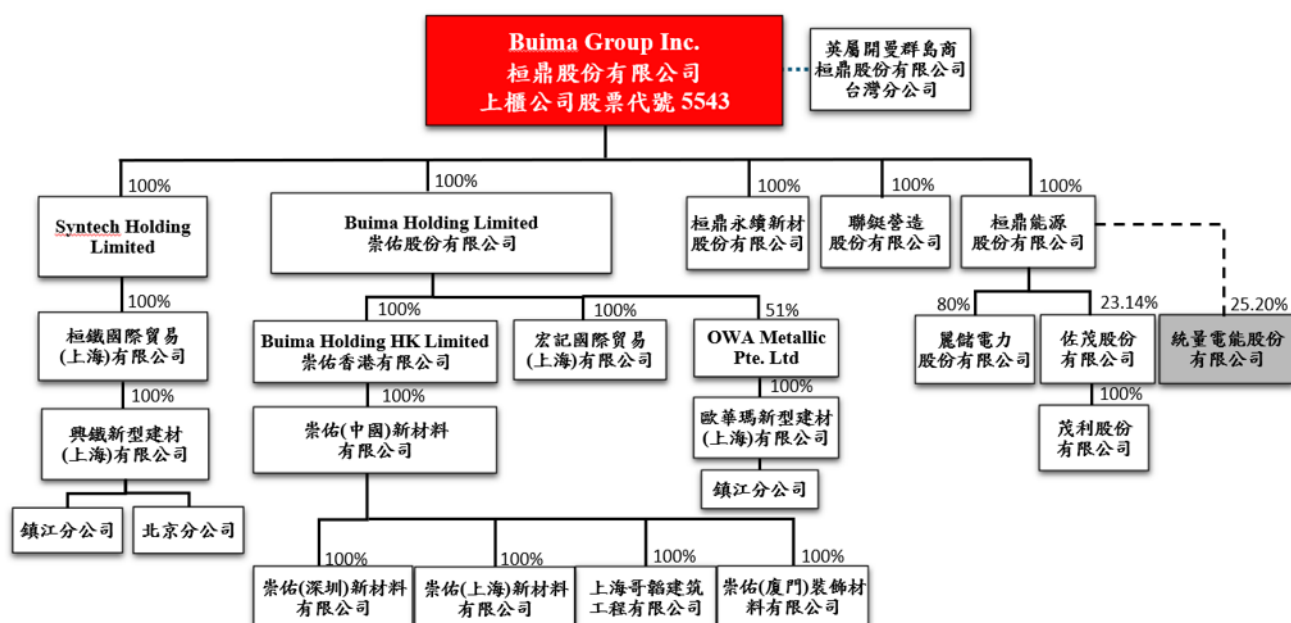 Buima Group Inc.
桓鼎股份有限公司
上櫃公司股票代號 5543
英屬開曼群島商
桓鼎股份有限公司
台灣分公司
100%
100%
100%
100%
100%
Syntech Holding
Limited
Buima Holding Limited
崇佑股份有限公司
桓鼎永續新材
股份有限公司
聯鋌營造
股份有限公司
桓鼎能源
股份有限公司
100%
100%
100%
51%
80%
23.14%
25.20%
桓鐵國際貿易
(上海)有限公司
Buima Holding HK Limited
崇佑香港有限公司
宏記國際貿易
(上海)有限公司
OWA Metallic
Pte. Ltd
麗儲電力
股份有限公司
佐茂股份
有限公司
統量電能股份
有限公司
100%
100%
100%
100%
興鐵新型建材
(上海)有限公司
崇佑(中國)新材料
有限公司
歐華瑪新型建材
(上海)有限公司
茂利股份
有限公司
鎮江分公司
北京分公司
鎮江分公司
100%
100%
100%
100%
崇佑(深圳)新材料
有限公司
崇佑(上海)新材料
有限公司
上海哥韜建筑
工程有限公司
崇佑(廈門)裝飾材
料有限公司